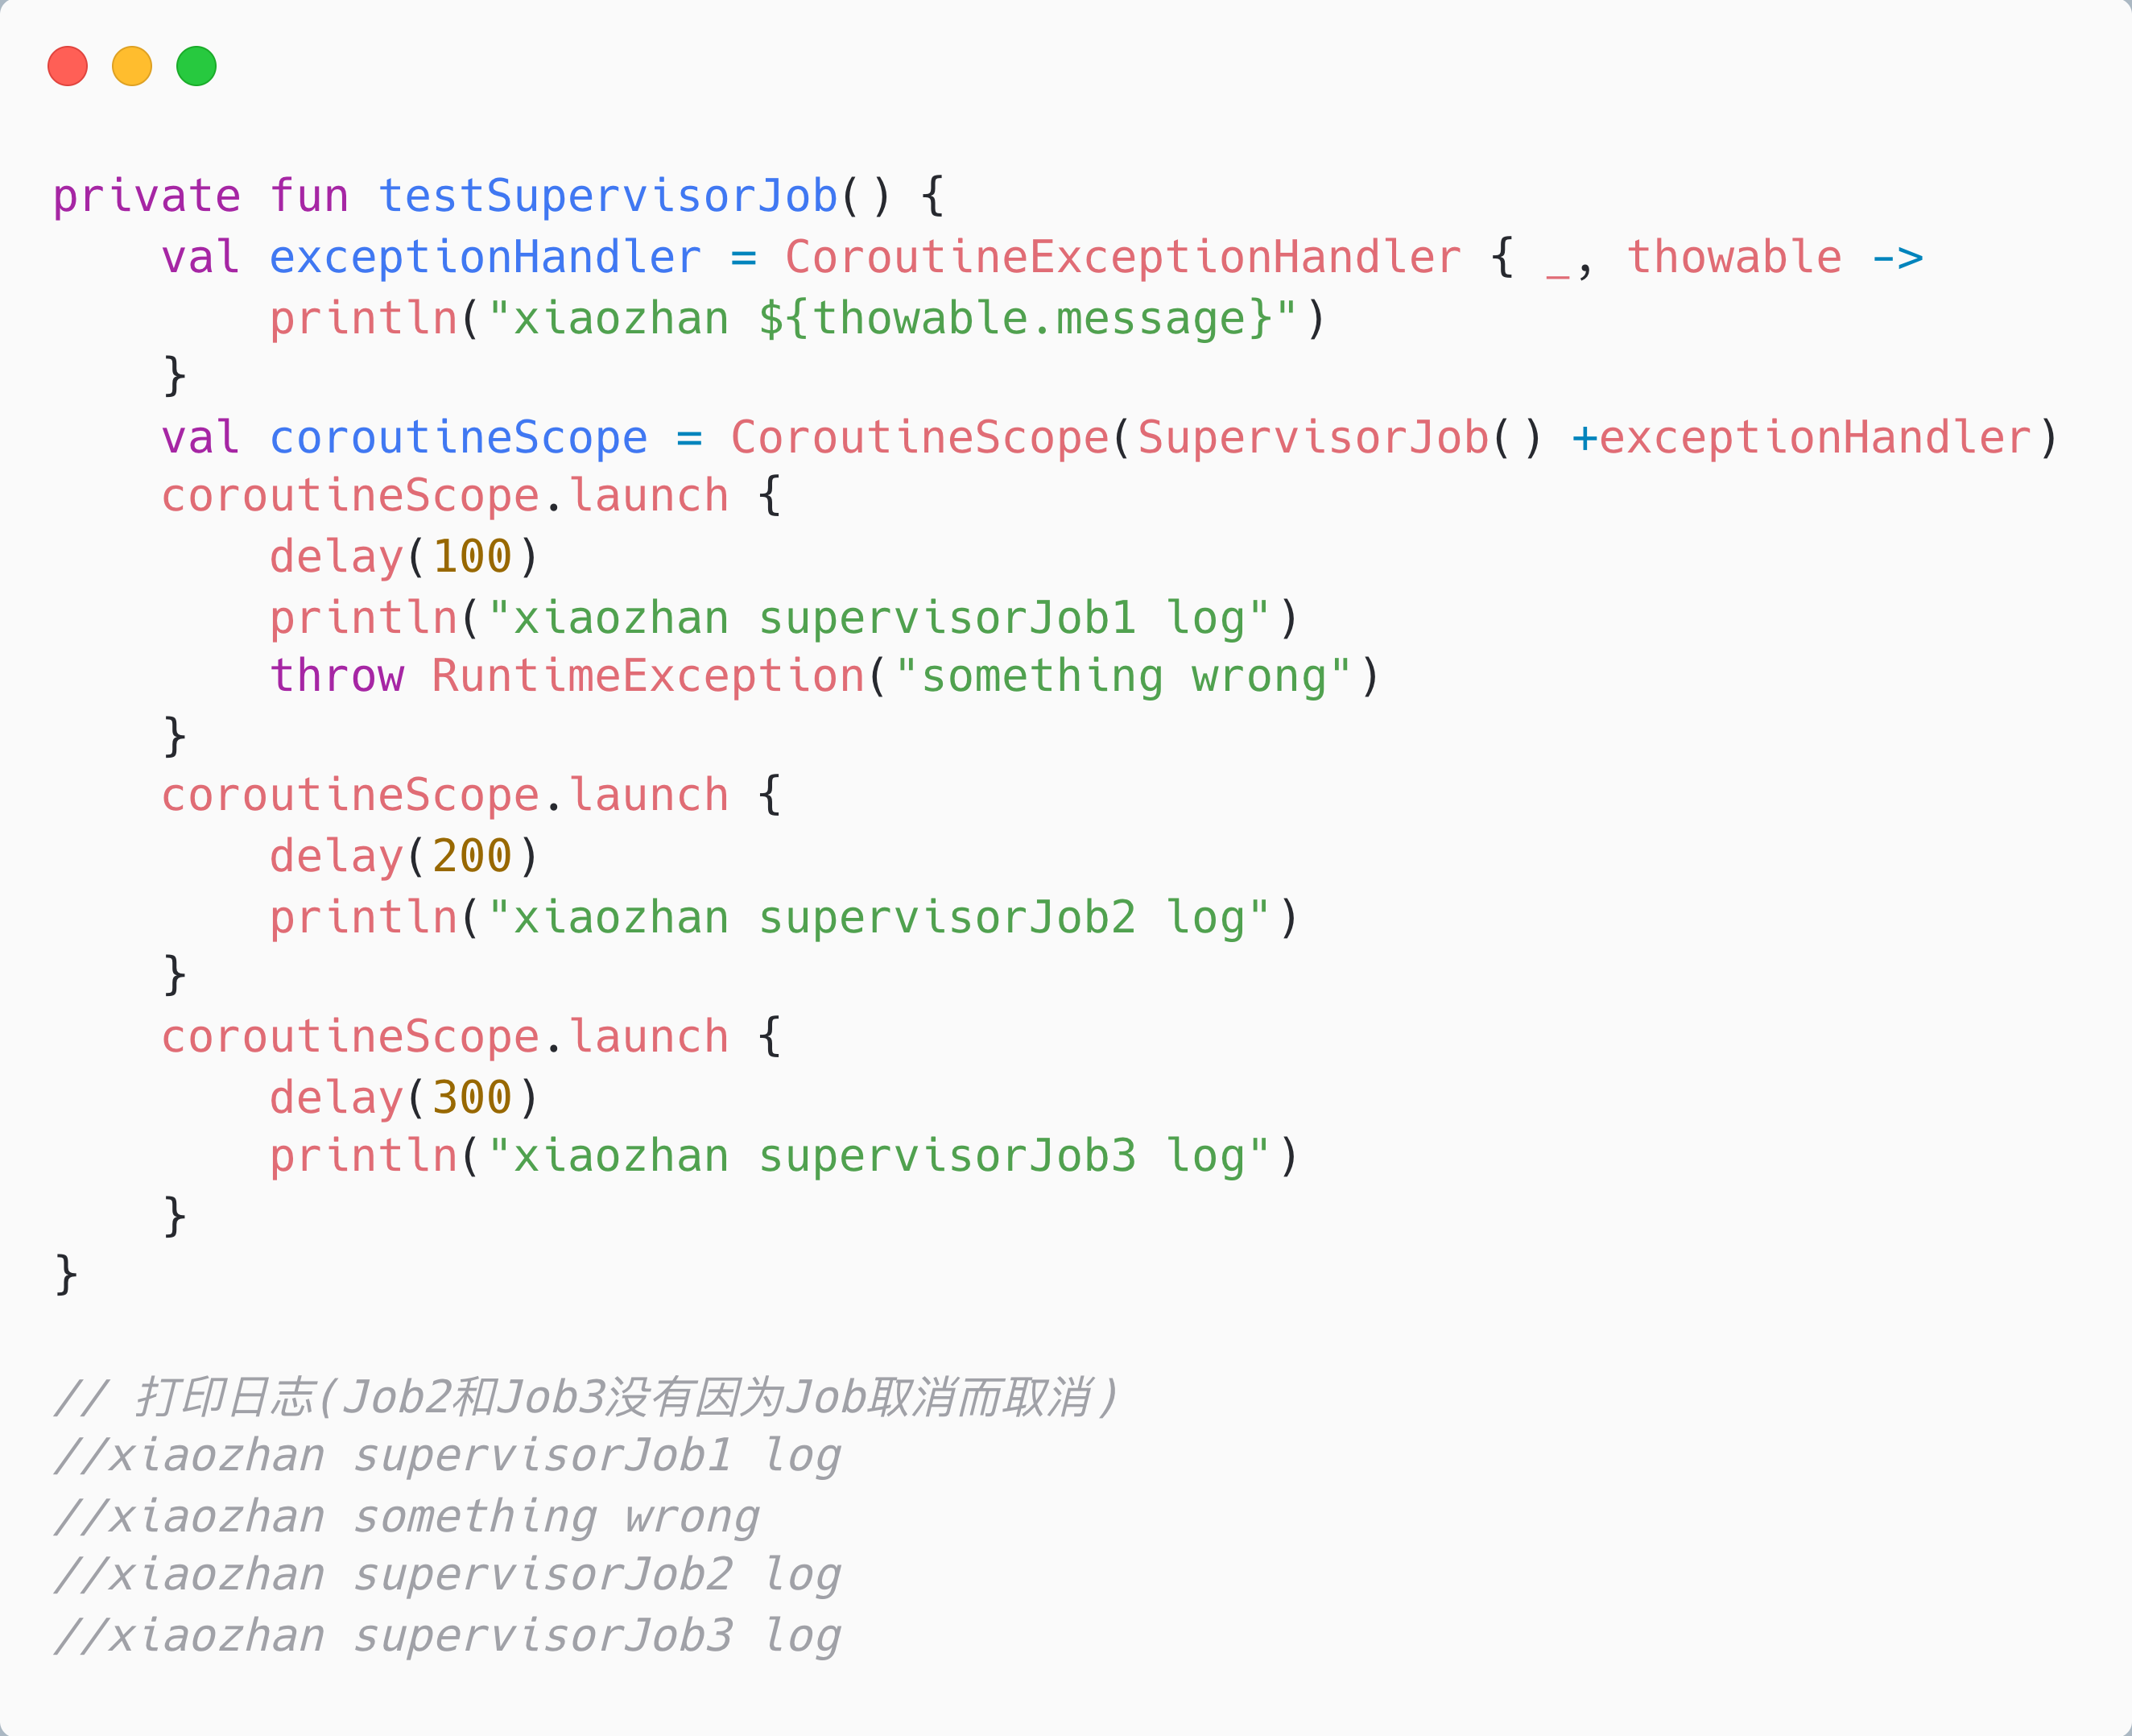 private fun testSupervisorJob() {
    val exceptionHandler = CoroutineExceptionHandler { _, thowable ->
        println("xiaozhan ${thowable.message}")
    }
    val coroutineScope = CoroutineScope(SupervisorJob() +exceptionHandler)
    coroutineScope.launch {
        delay(100)
        println("xiaozhan supervisorJob1 log")
        throw RuntimeException("something wrong")
    }
    coroutineScope.launch {
        delay(200)
        println("xiaozhan supervisorJob2 log")
    }
    coroutineScope.launch {
        delay(300)
        println("xiaozhan supervisorJob3 log")
    }
}

// 打印日志(Job2和Job3没有因为Job取消而取消)
//xiaozhan supervisorJob1 log
//xiaozhan something wrong
//xiaozhan supervisorJob2 log
//xiaozhan supervisorJob3 log